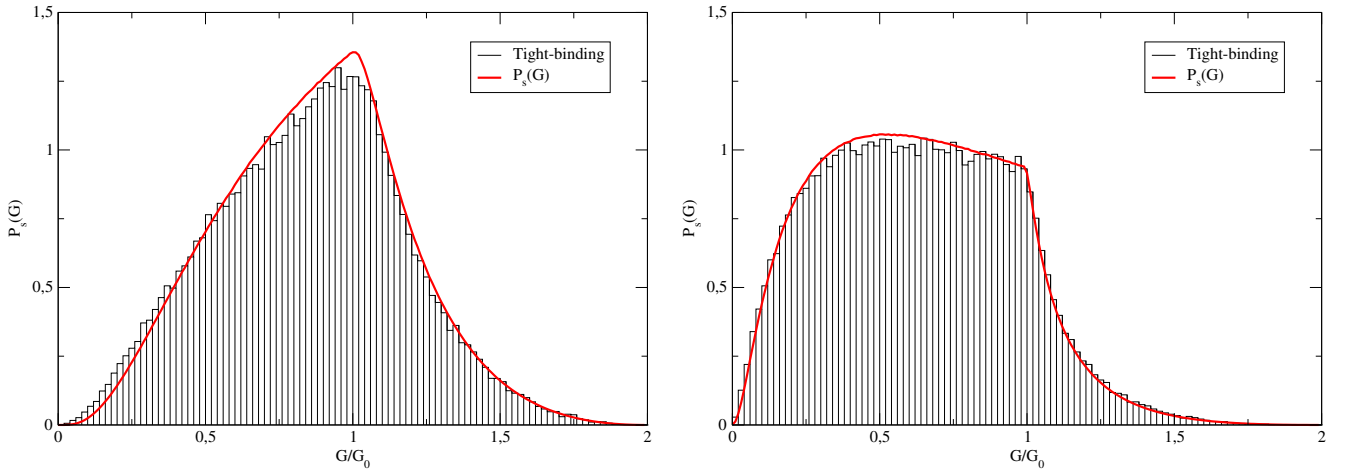 1,5
1
0,5
0
P_s(G)
Tight-binding
P_s(G)
0 0,5 1 1,5 2
G/G_0
1,5
1
0,5
0
P_s(G)
Tight-binding
P_s(G)
0 0,5 1 1,5 2
G/G_0